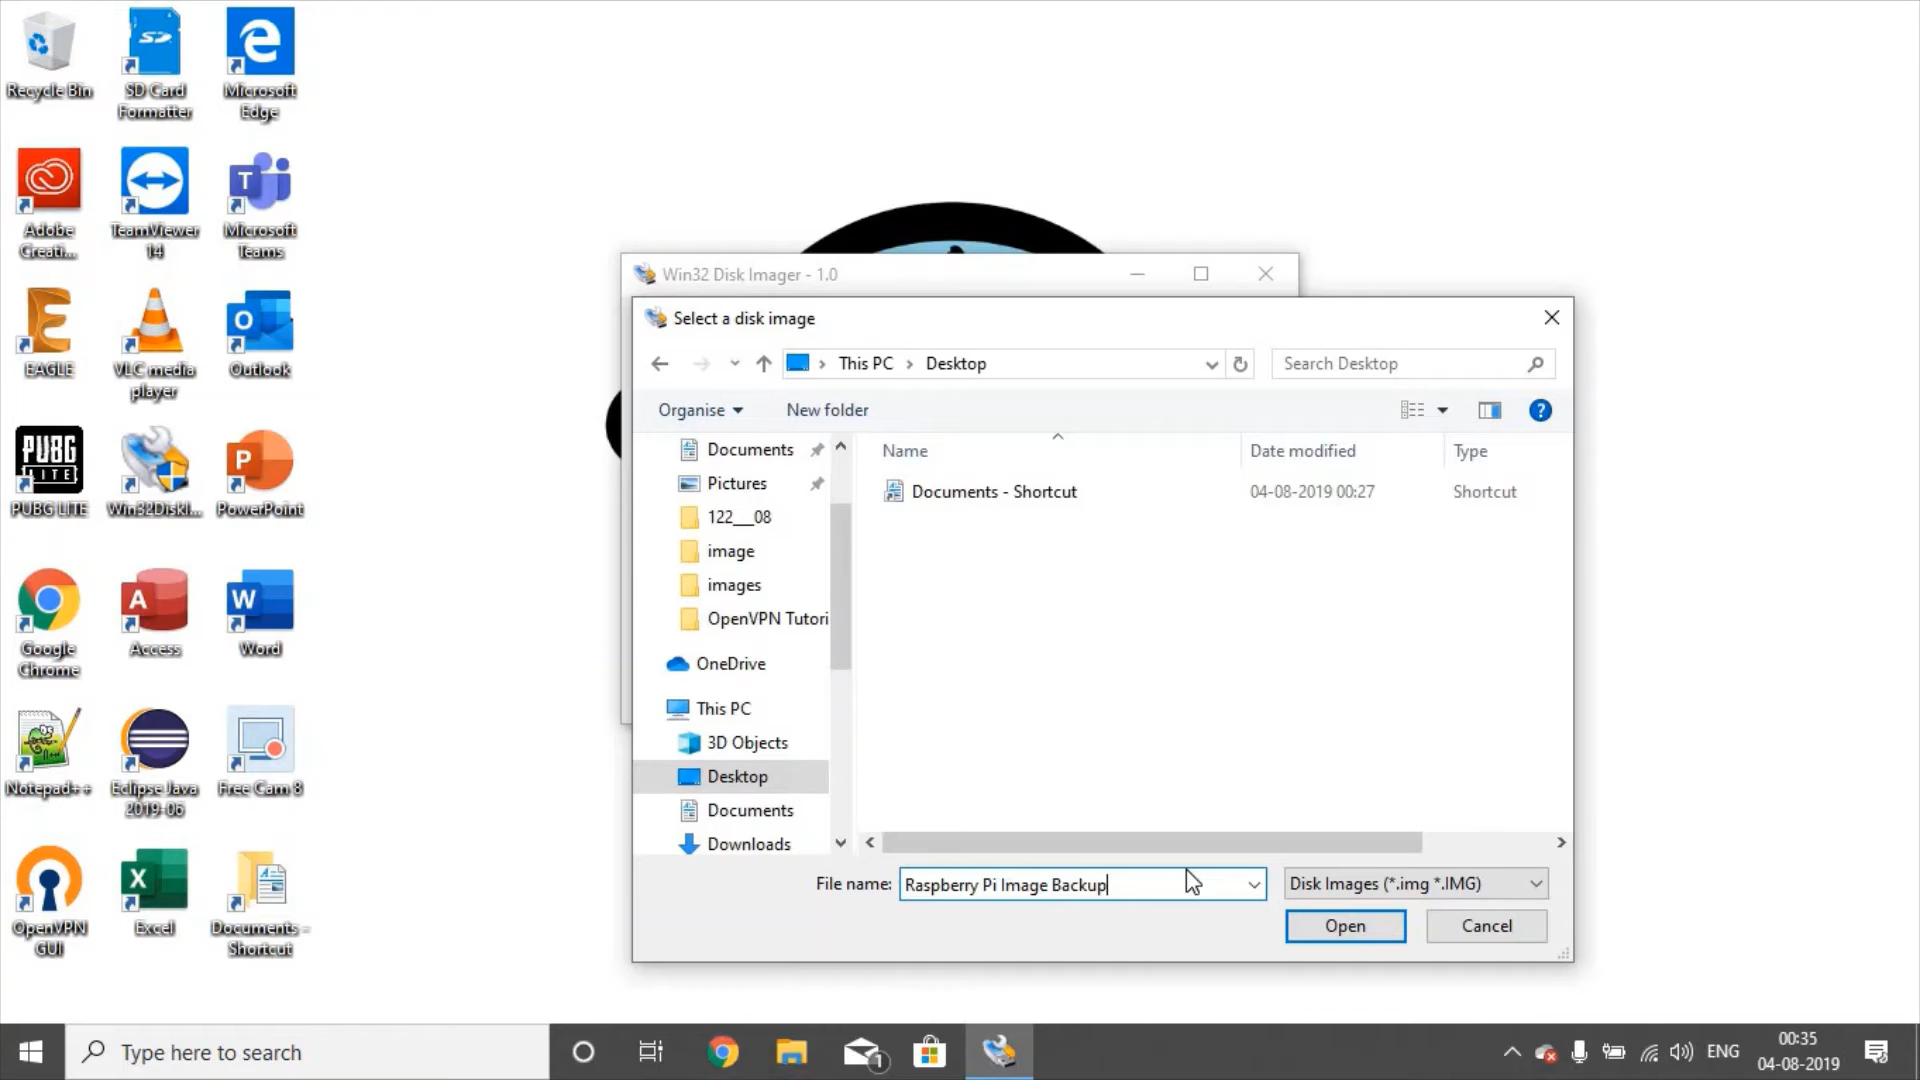 Recycle Bin
SD Card
Formatter
Microsoft
Edge
Adobe
Creati...
TeamViewer
14
Microsoft
Teams
EAGLE
VLC media
player
Outlook
PUBG
LITE
PUBG LITE
Win32DiskI...
PowerPoint
Google
Chrome
Access
Word
Notepad++
Eclipse Java
2019-06
Free Cam 8
OpenVPN
GUI
Excel
Documents -
Shortcut
Win32 Disk Imager - 1.0
Select a disk image
This PC
Desktop
Search Desktop
Organise
New folder
Documents
Pictures
122___08
image
images
OpenVPN Tutori
OneDrive
This PC
3D Objects
Desktop
Documents
Downloads
Name
Date modified
Type
Documents - Shortcut
04-08-2019 00:27
Shortcut
File name:
Raspberry Pi Image Backup
Disk Images (*.img *.IMG)
Open
Cancel
Type here to search
1
ENG
00:35
04-08-2019